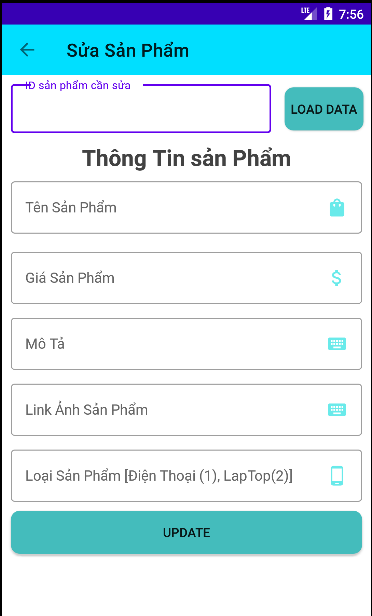 LTE 7:56
Sửa Sản Phẩm
ID sản phẩm cần sửa
LOAD DATA
Thông Tin sản Phẩm
Tên Sản Phẩm
Giá Sản Phẩm
Mô Tả
Link Ảnh Sản Phẩm
Loại Sản Phẩm [Điện Thoại (1), LapTop(2)]
UPDATE